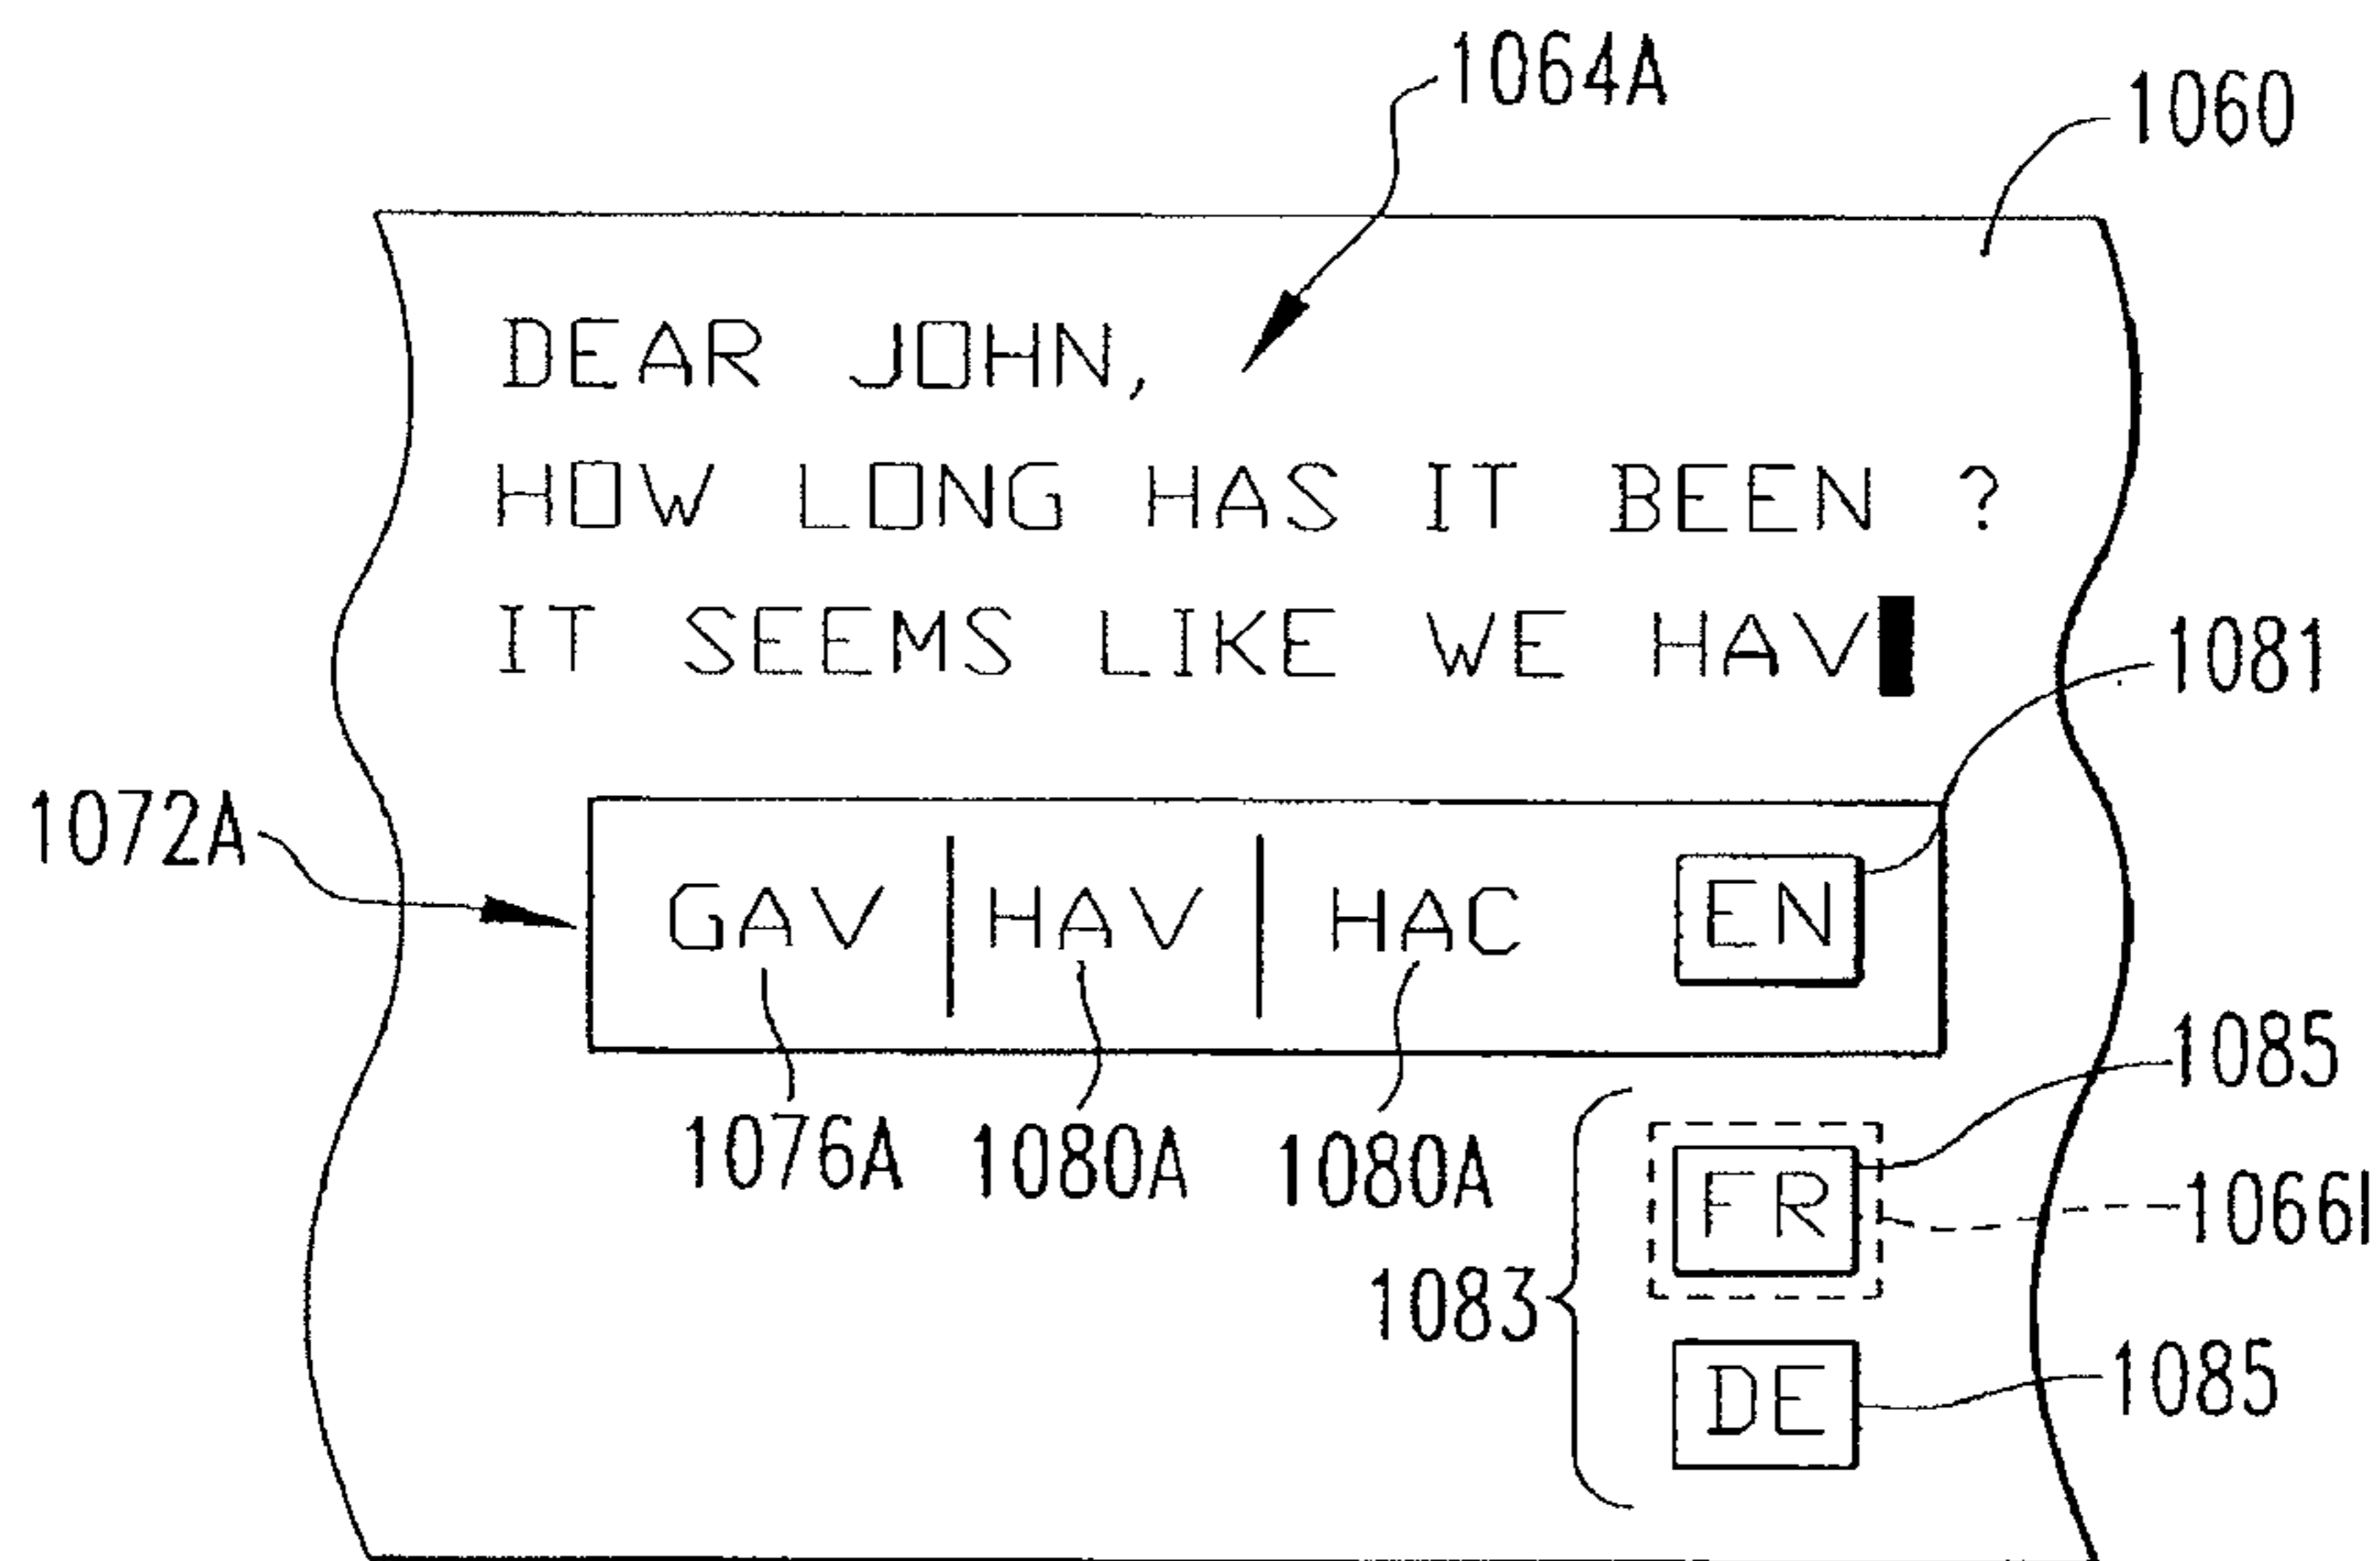 1064A
1060
DEAR JOHN,
HOW LONG HAS IT BEEN ?
IT SEEMS LIKE WE HAV
1081
1072A
GAV | HAV | HAC EN
1085
1076A 1080A 1080A
FR
1066I
1083
DE
1085